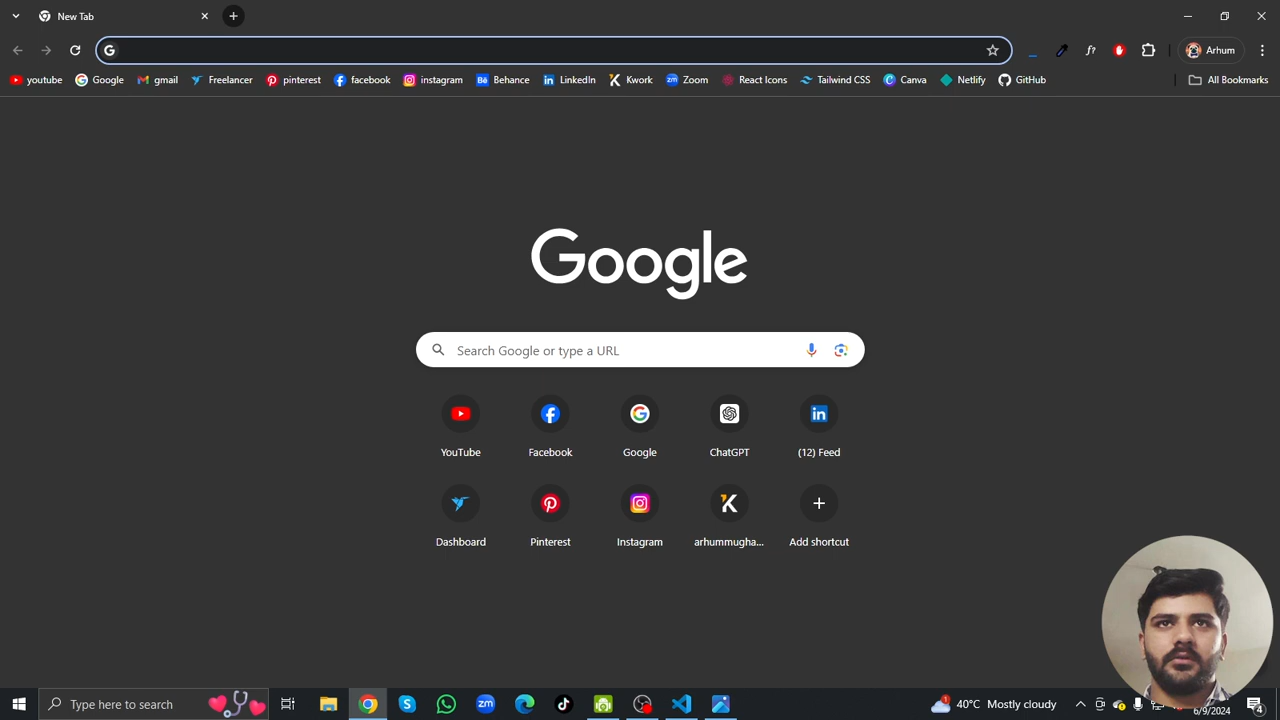 New Tab
Arhum
youtube Google gmail Freelancer pinterest facebook instagram Behance LinkedIn Kwork Zoom React Icons Tailwind CSS Canva Netlify GitHub All Bookmarks
Google
Search Google or type a URL
YouTube Facebook Google ChatGPT (12) Feed
Dashboard Pinterest Instagram arhummugha... Add shortcut
Type here to search
40°C Mostly cloudy
6/9/2024